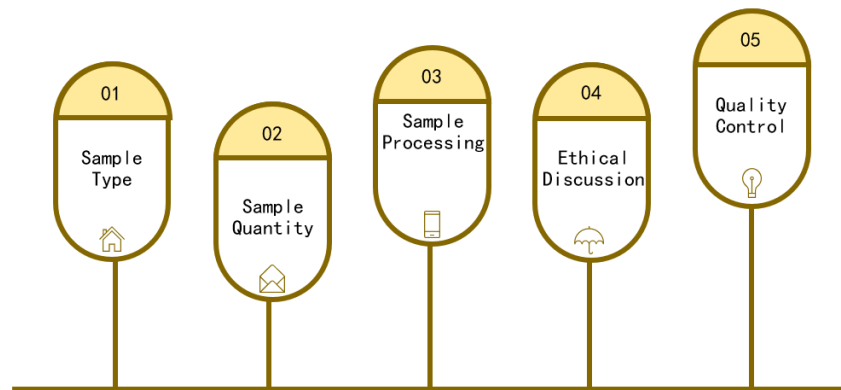 01
Sample
Type
02
Sample
Quantity
03
Sample
Processing
04
Ethical
Discussion
05
Quality
Control